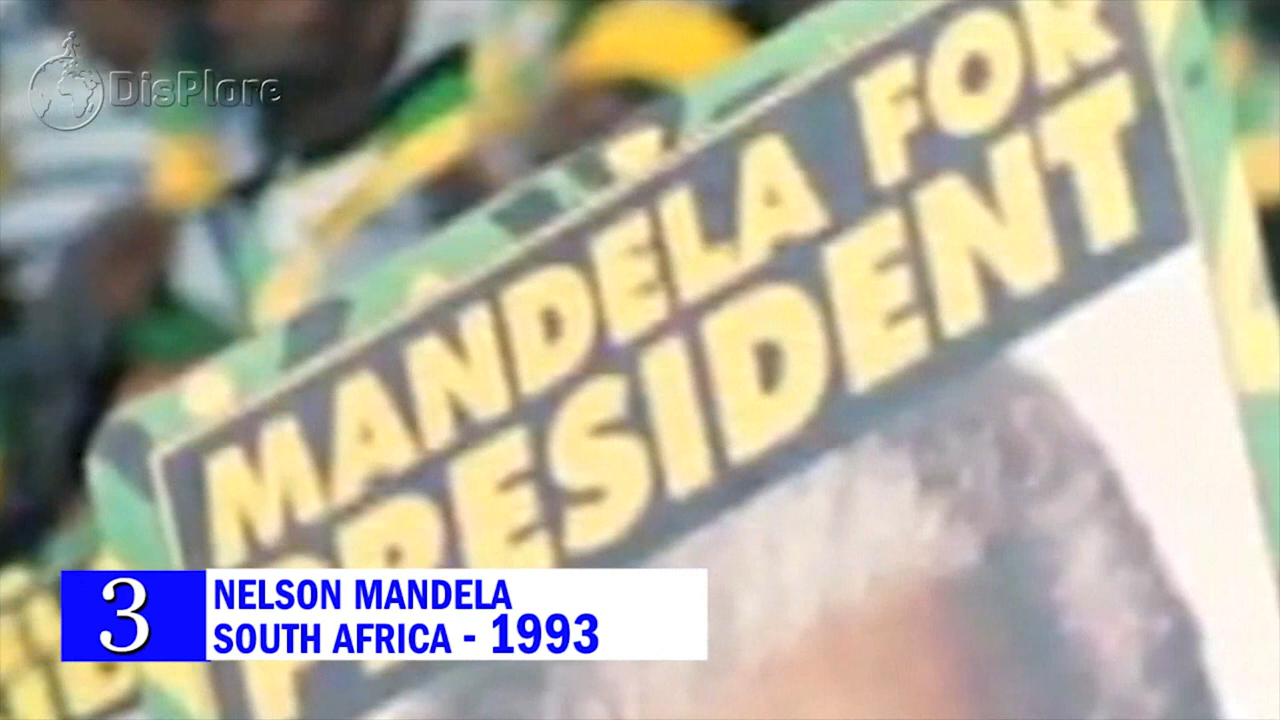 DisPlore
MANDELA FOR
PRESIDENT
3
NELSON MANDELA
SOUTH AFRICA - 1993